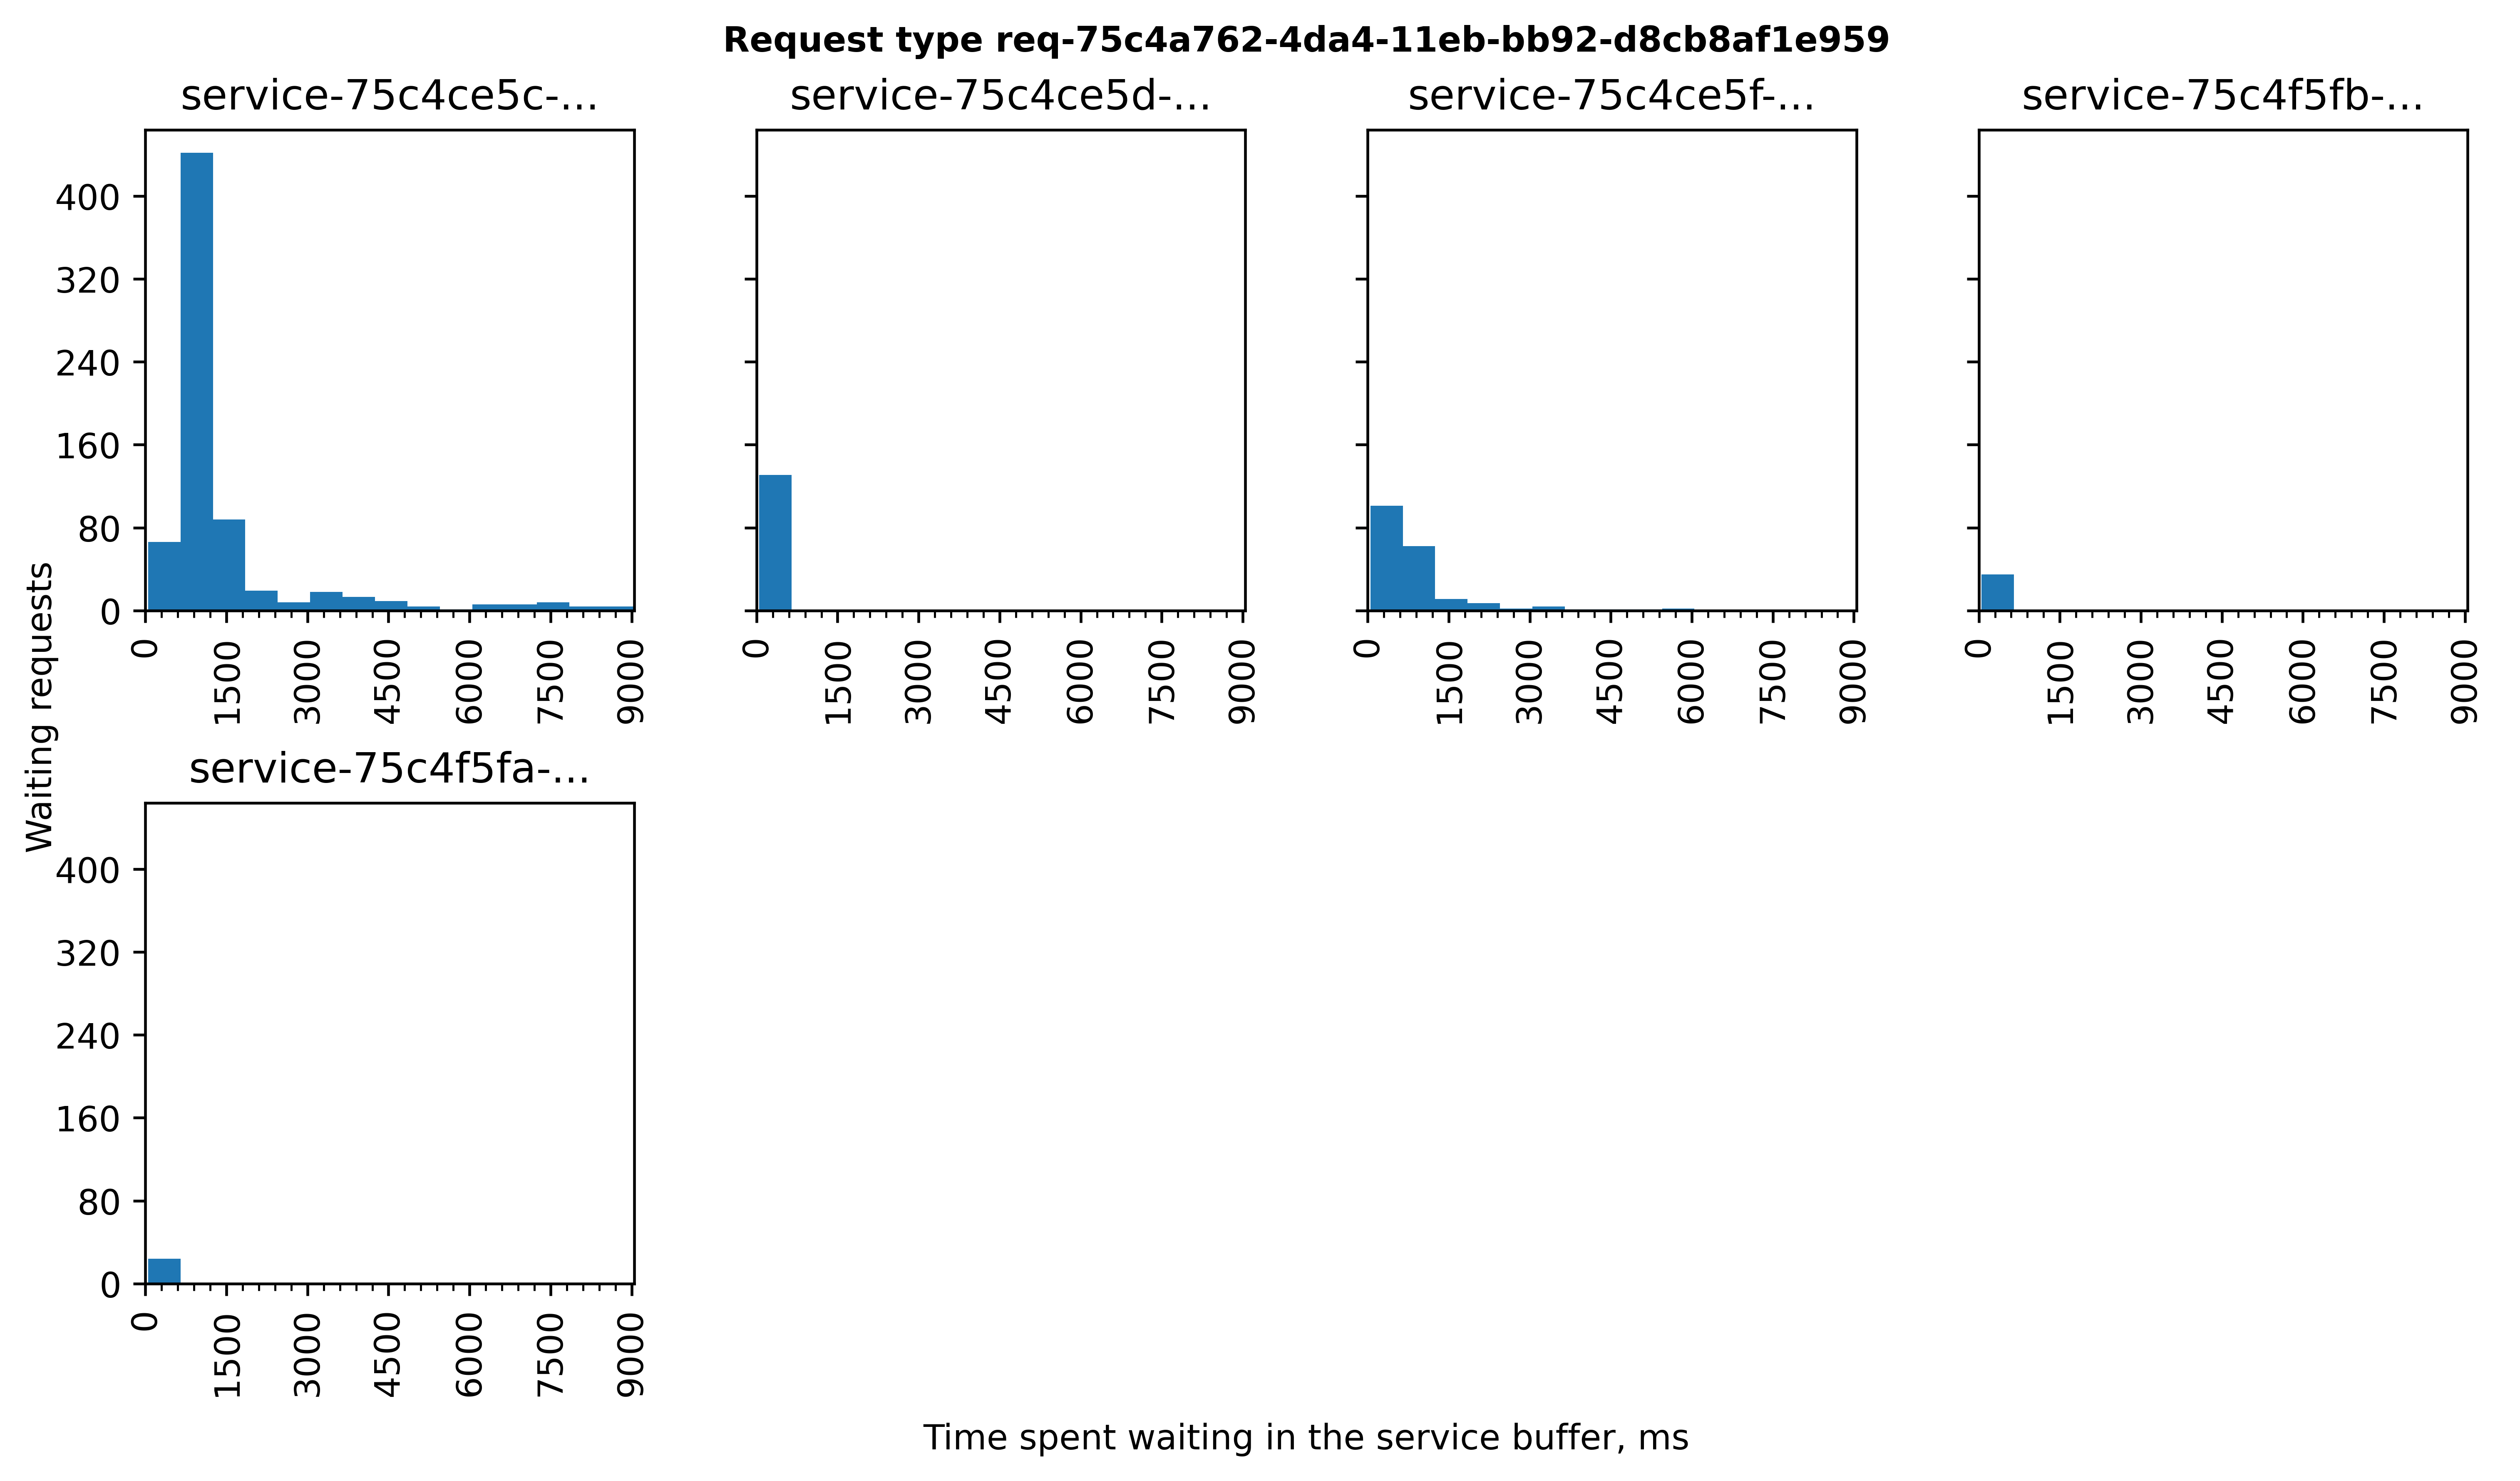 Request type req-75c4a762-4da4-11eb-bb92-d8cb8af1e959
service-75c4ce5c-...
service-75c4ce5d-...
service-75c4ce5f-...
service-75c4f5fb-...
400
320
240
160
80
0
0 1500 3000 4500 6000 7500 9000
0 1500 3000 4500 6000 7500 9000
0 1500 3000 4500 6000 7500 9000
0 1500 3000 4500 6000 7500 9000
Waiting requests
service-75c4f5fa-...
400
320
240
160
80
0
0 1500 3000 4500 6000 7500 9000
Time spent waiting in the service buffer, ms